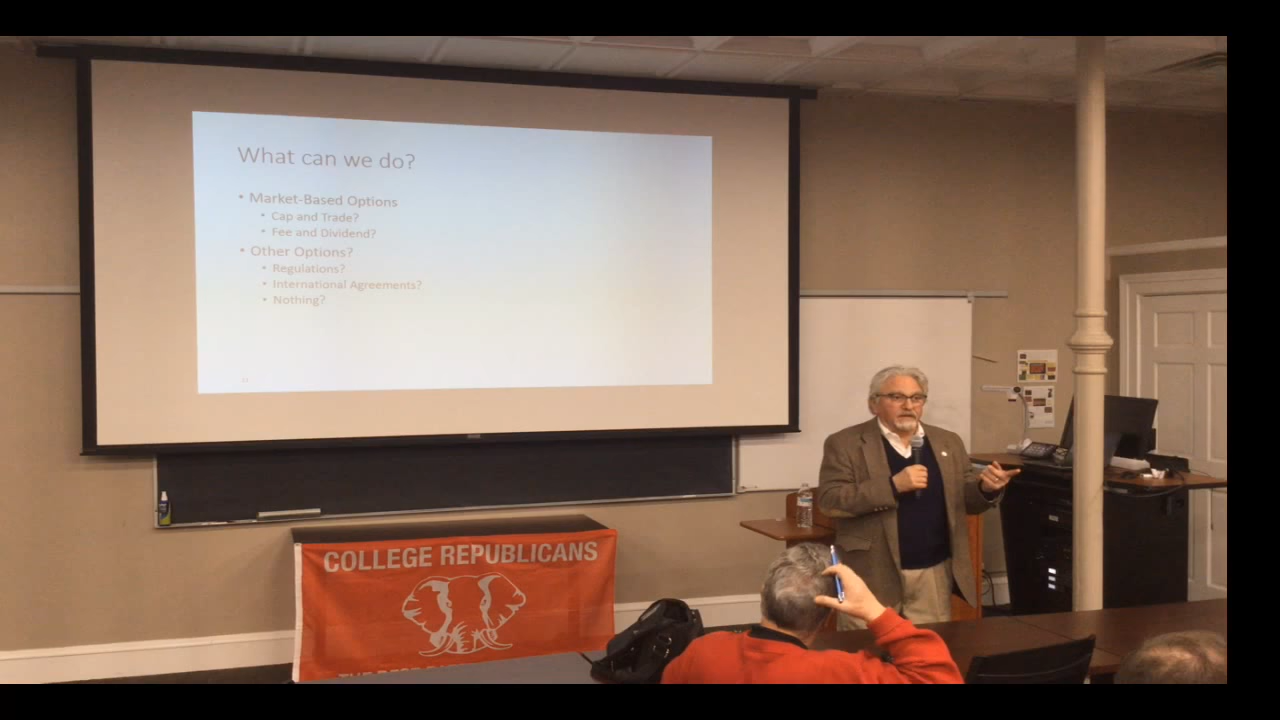 What can we do?
• Market-Based Options
• Cap and Trade?
• Fee and Dividend?
• Other Options?
• Regulations?
• International Agreements?
• Nothing?
COLLEGE REPUBLICANS